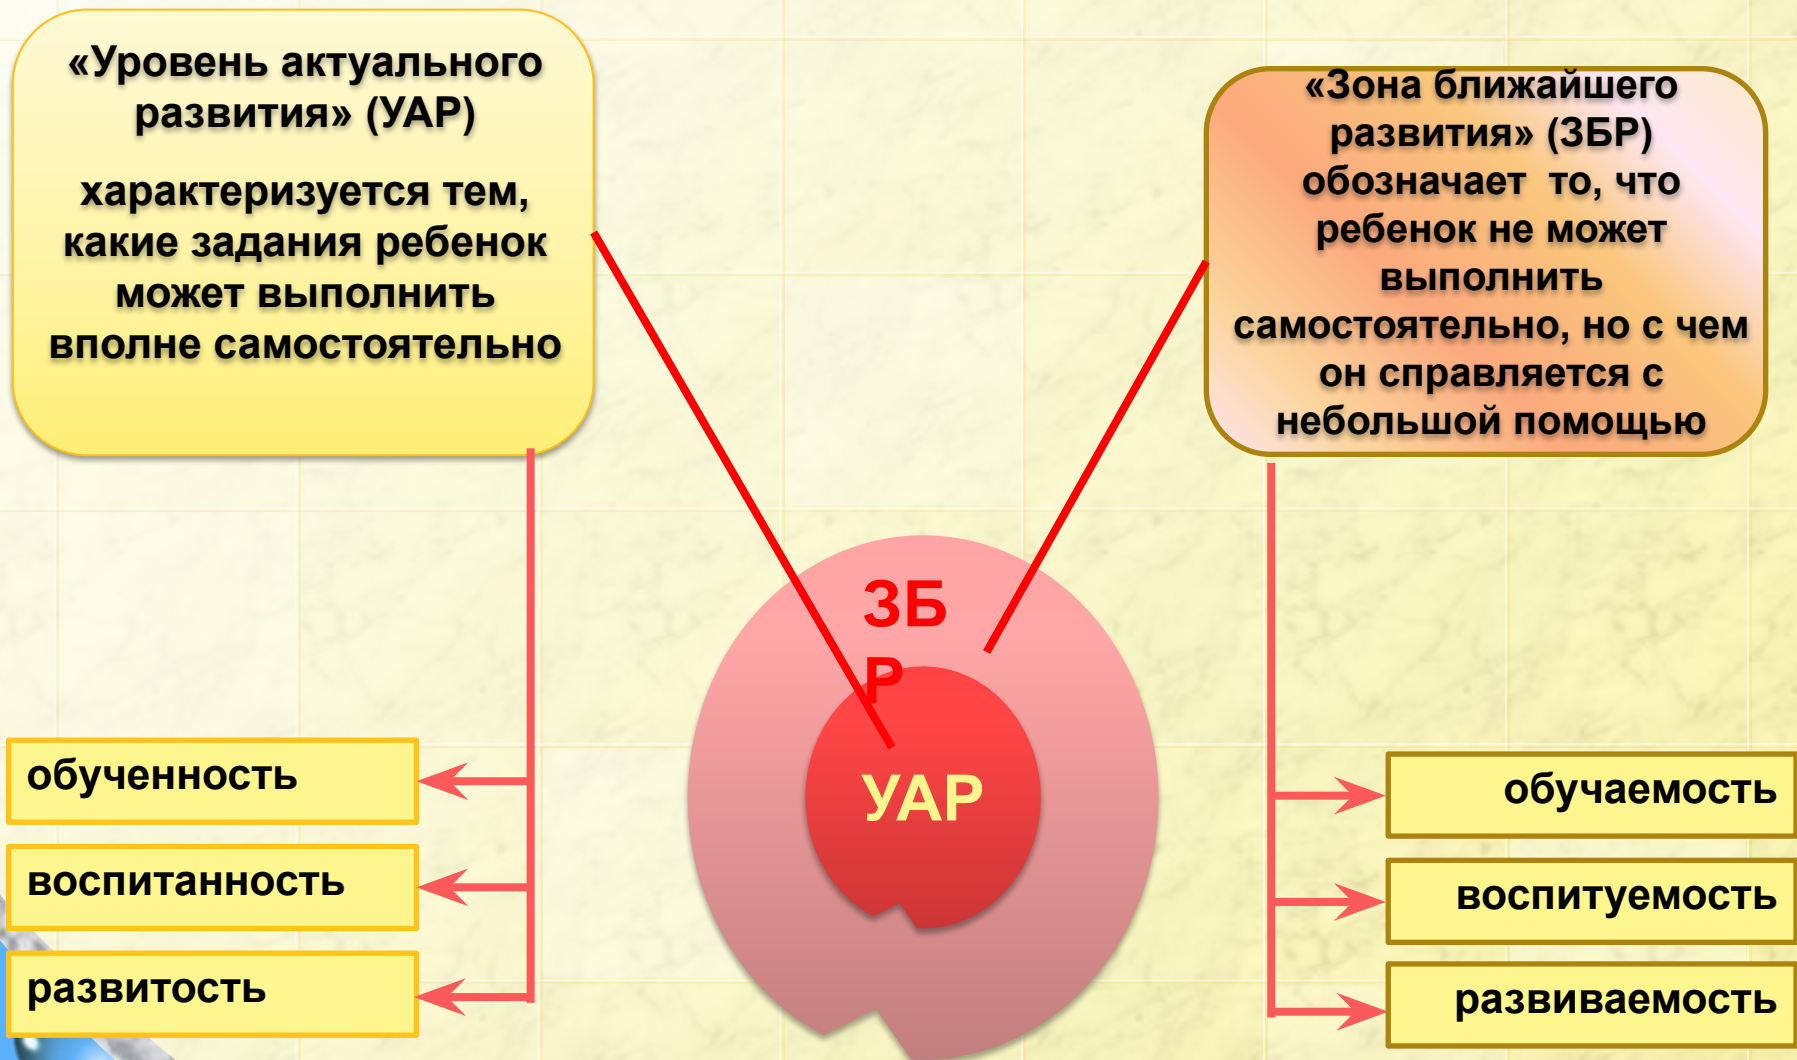 «Уровень актуального
развития» (УАР)
характеризуется тем,
какие задания ребенок
может выполнить
вполне самостоятельно
«Зона ближайшего
развития» (ЗБР)
обозначает то, что
ребенок не может
выполнить
самостоятельно, но с чем
он справляется с
небольшой помощью
ЗБ
Р
УАР
обученность
воспитанность
развитость
обучаемость
воспитуемость
развиваемость